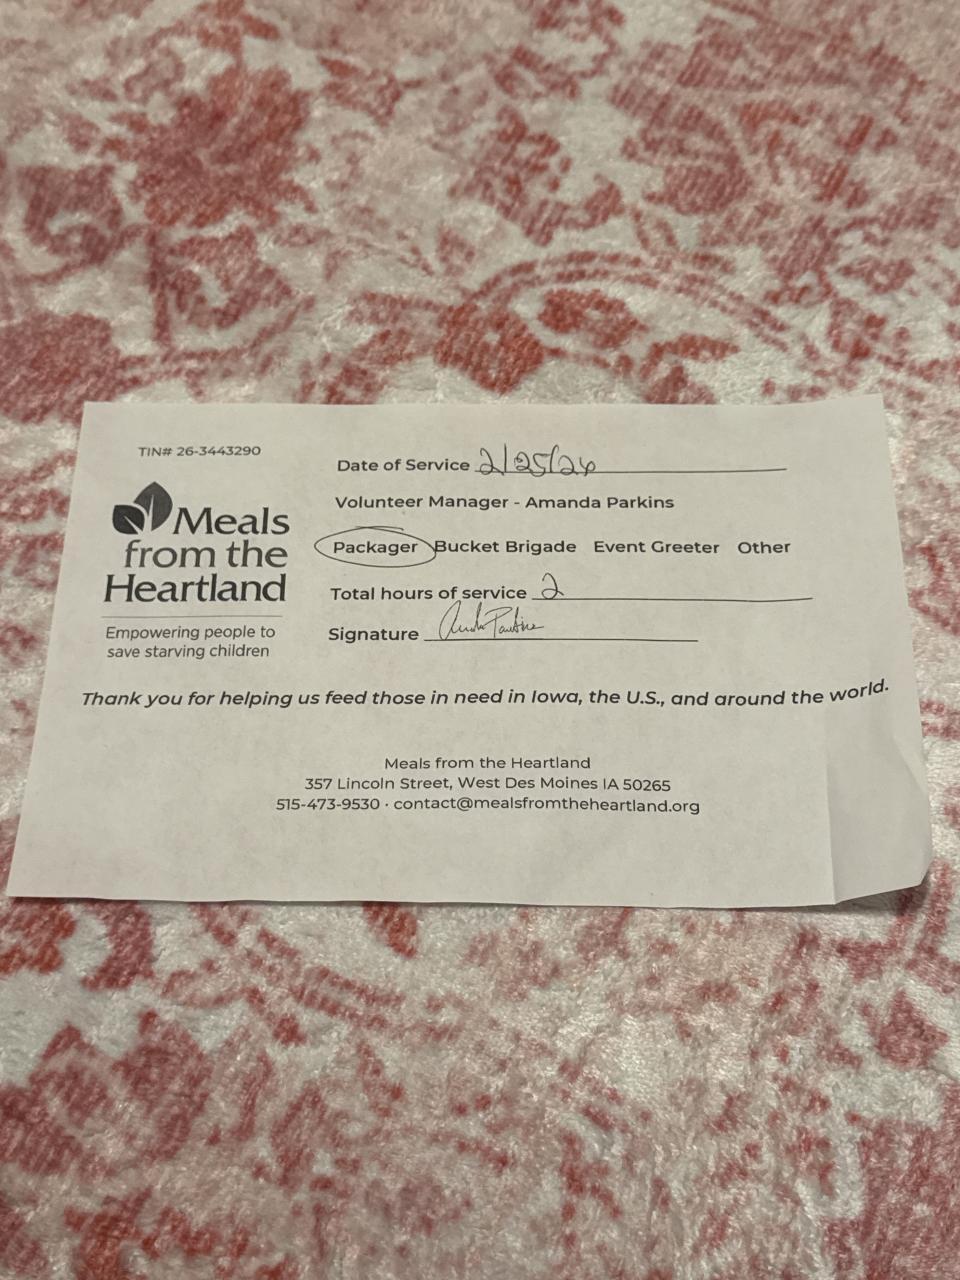 TIN# 26-3443290
Meals
from the
Heartland
Empowering people to
save starving children
Date of Service 2/25/26
Volunteer Manager - Amanda Parkins
Packager Bucket Brigade Event Greeter Other
Total hours of service 2
Signature Amanda Parkins
Thank you for helping us feed those in need in Iowa, the U.S., and around the world.
Meals from the Heartland
357 Lincoln Street, West Des Moines IA 50265
515-473-9530 · contact@mealsfromtheheartland.org